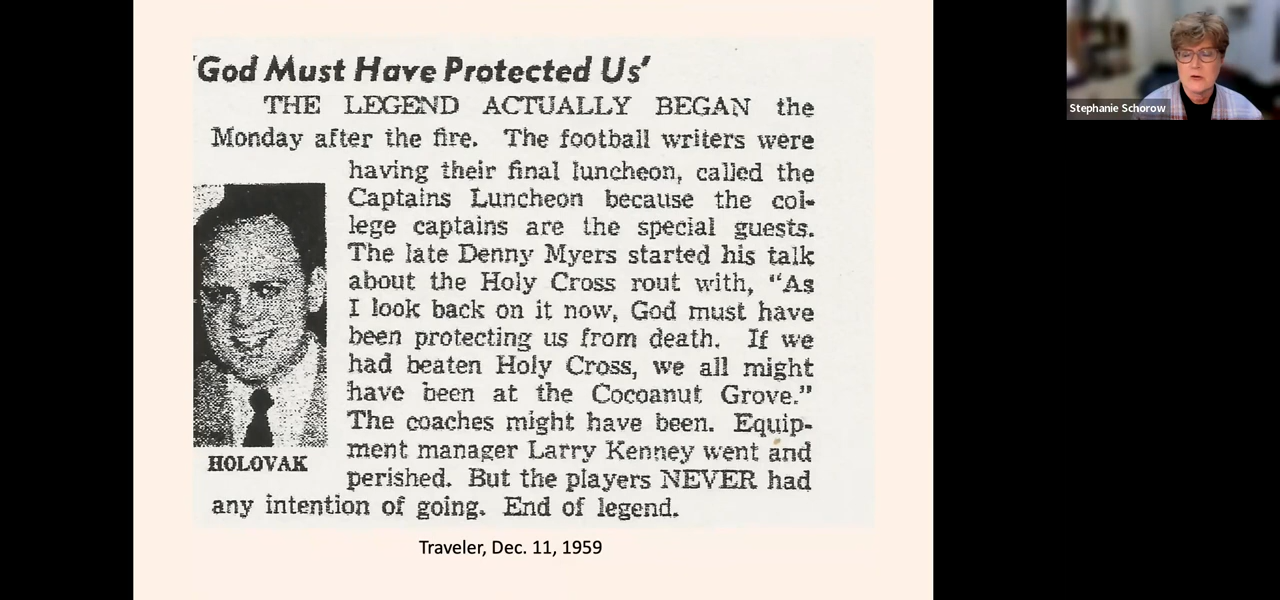 'God Must Have Protected Us'
THE LEGEND ACTUALLY BEGAN the
Monday after the fire. The football writers were
having their final luncheon, called the
Captains Luncheon because the col-
lege captains are the special guests.
The late Denny Myers started his talk
about the Holy Cross rout with, "As
I look back on it now, God must have
been protecting us from death. If we
had beaten Holy Cross, we all might
have been at the Cocoanut Grove."
The coaches might have been. Equip-
ment manager Larry Kenney went and
perished. But the players NEVER had
any intention of going. End of legend.
HOLOVAK
Traveler, Dec. 11, 1959
Stephanie Schorow